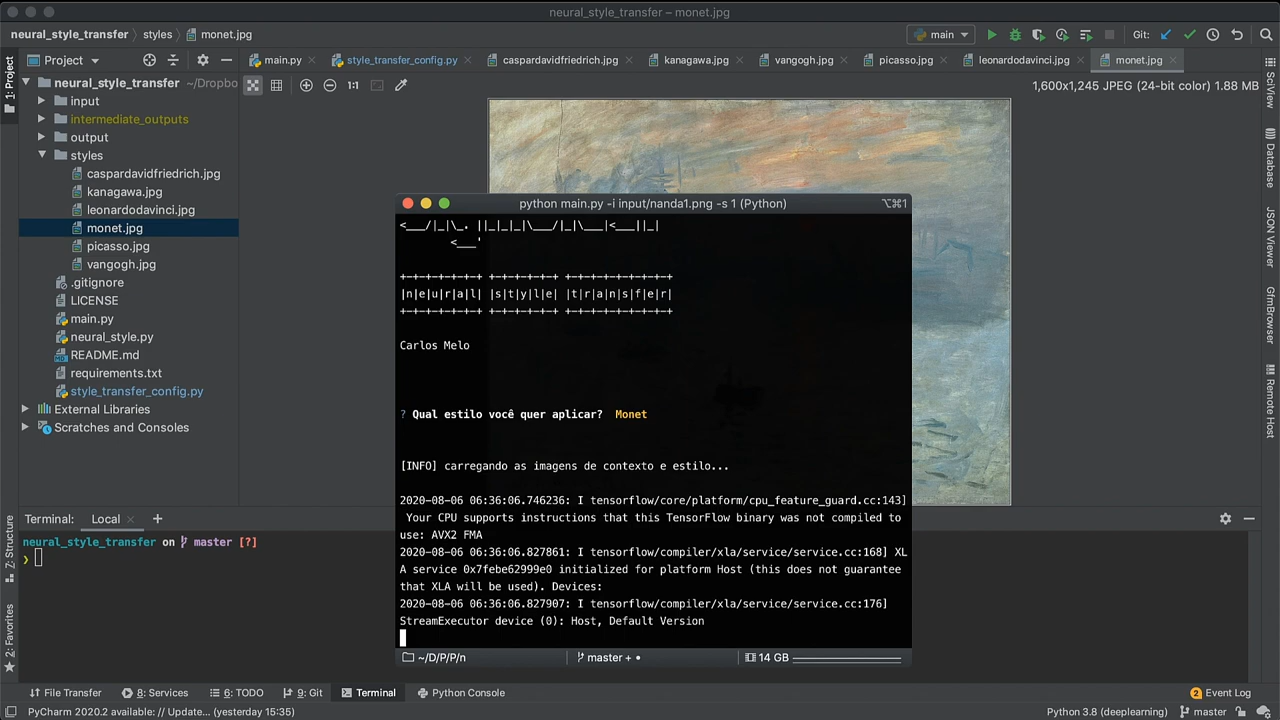 neural_style_transfer – monet.jpg
neural_style_transfer styles monet.jpg
main Git:
1: Project
Project
main.py style_transfer_config.py caspardavidfriedrich.jpg kanagawa.jpg vangogh.jpg picasso.jpg leonardodavinci.jpg monet.jpg
neural_style_transfer ~/Dropbo
1:1
1,600x1,245 JPEG (24-bit color) 1.88 MB
input
intermediate_outputs
output
styles
caspardavidfriedrich.jpg
kanagawa.jpg
leonardodavinci.jpg
monet.jpg
picasso.jpg
vangogh.jpg
.gitignore
LICENSE
main.py
neural_style.py
README.md
requirements.txt
style_transfer_config.py
External Libraries
Scratches and Consoles
SciView
Database
JSON Viewer
GfmBrowser
Remote Host
python main.py -i input/nanda1.png -s 1 (Python) ⌥⌘1
<___/|_|\_. ||_|_|_|\___/|_|\___|<___||_|
<___'
+-+-+-+-+-+-+ +-+-+-+-+-+ +-+-+-+-+-+-+-+-+
|n|e|u|r|a|l| |s|t|y|l|e| |t|r|a|n|s|f|e|r|
+-+-+-+-+-+-+ +-+-+-+-+-+ +-+-+-+-+-+-+-+-+
Carlos Melo
? Qual estilo você quer aplicar? Monet
[INFO] carregando as imagens de contexto e estilo...
2020-08-06 06:36:06.746236: I tensorflow/core/platform/cpu_feature_guard.cc:143]
Your CPU supports instructions that this TensorFlow binary was not compiled to
use: AVX2 FMA
2020-08-06 06:36:06.827861: I tensorflow/compiler/xla/service/service.cc:168] XL
A service 0x7febe62999e0 initialized for platform Host (this does not guarantee
that XLA will be used). Devices:
2020-08-06 06:36:06.827907: I tensorflow/compiler/xla/service/service.cc:176]
StreamExecutor device (0): Host, Default Version
~/D/P/P/n master + • 14 GB
Terminal: Local +
neural_style_transfer on master [?]
❯
7: Structure
2: Favorites
File Transfer 8: Services 6: TODO 9: Git Terminal Python Console 2 Event Log
PyCharm 2020.2 available: // Update... (yesterday 15:35) Python 3.8 (deeplearning) master